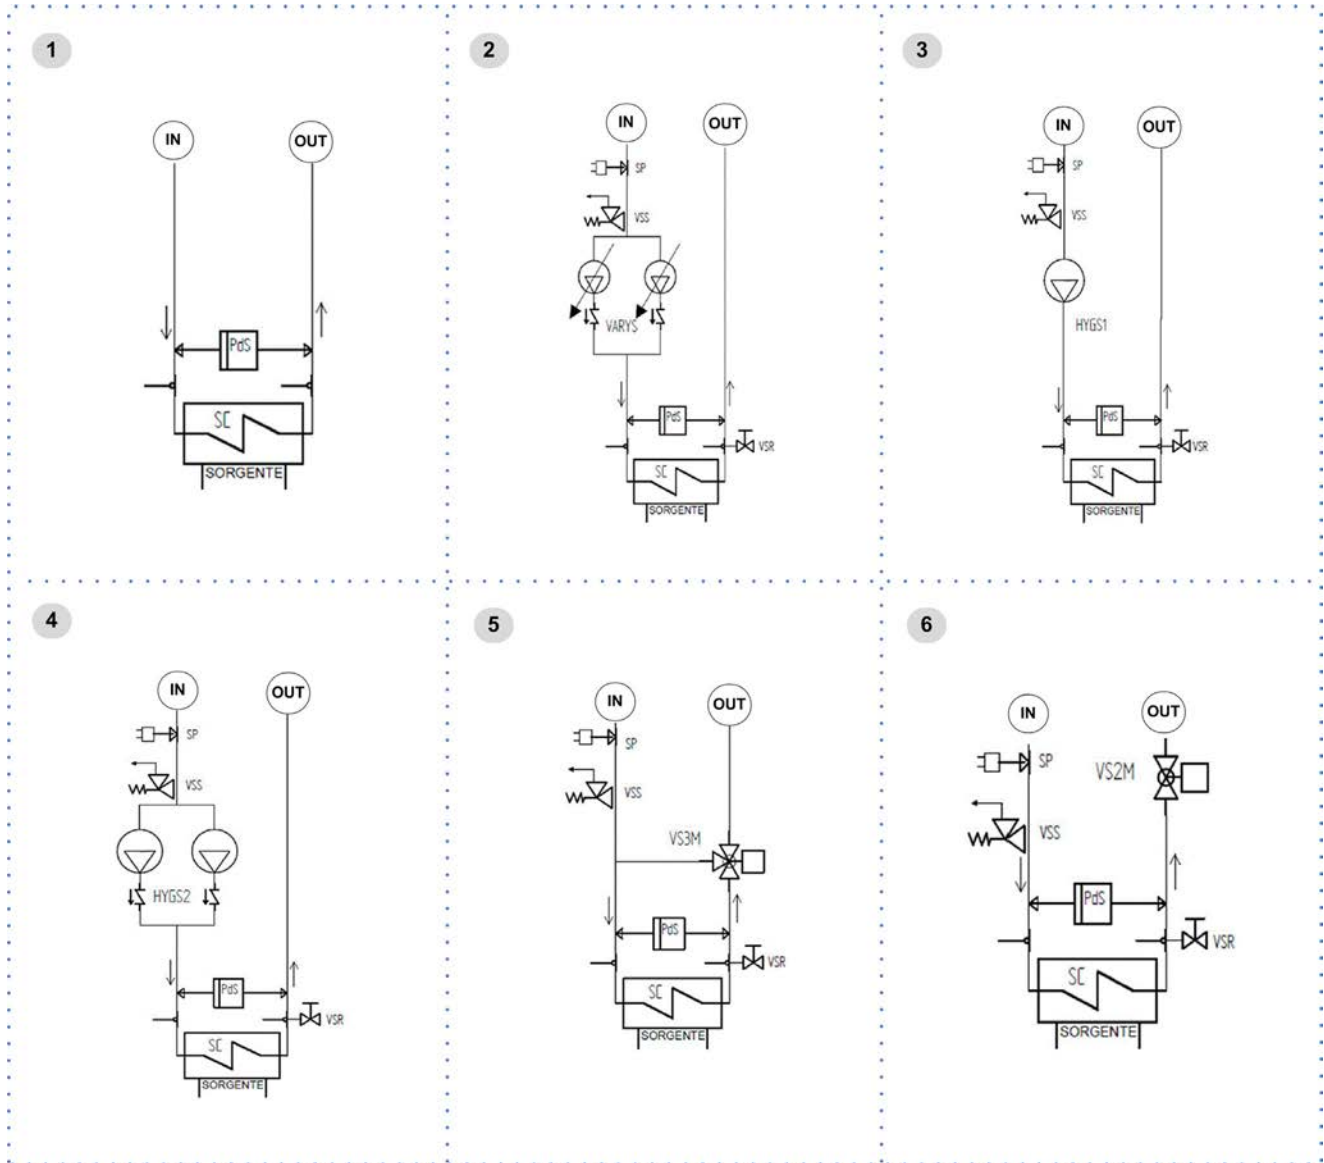 1
IN
OUT
PdS
SC
SORGENTE
2
IN
OUT
SP
VSS
VARYS
PdS
VSR
SC
SORGENTE
3
IN
OUT
SP
VSS
HYGS1
PdS
VSR
SC
SORGENTE
4
IN
OUT
SP
VSS
HYGS2
PdS
VSR
SC
SORGENTE
5
IN
OUT
SP
VSS
VS3M
PdS
VSR
SC
SORGENTE
6
IN
OUT
SP
VS2M
VSS
PdS
VSR
SC
SORGENTE